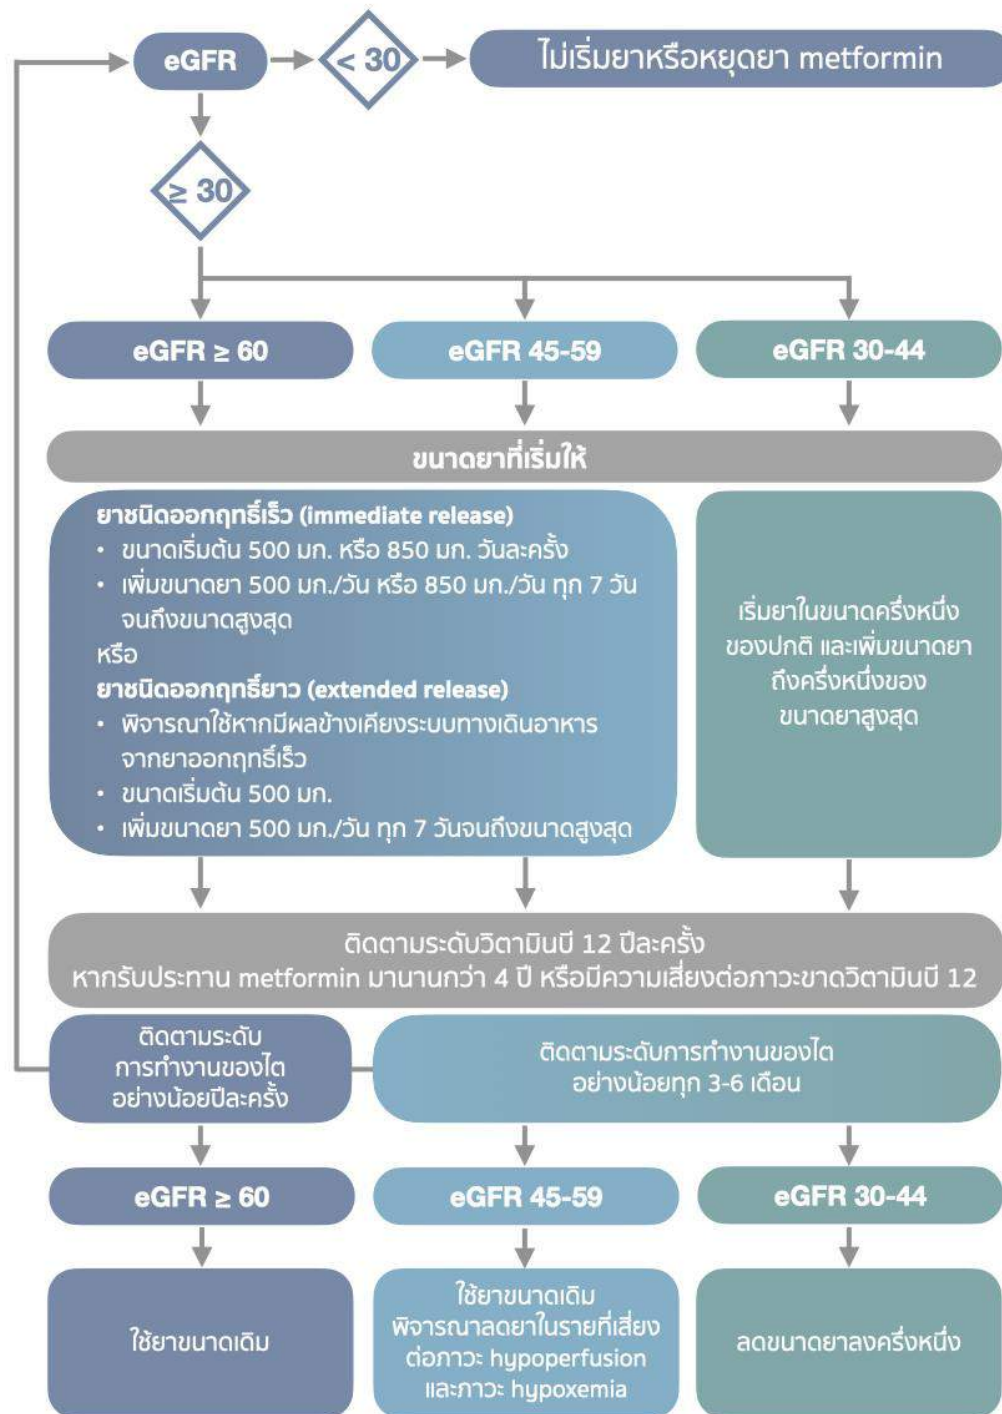 eGFR
< 30
ไม่เริ่มยาหรือหยุดยา metformin
≥ 30
eGFR ≥ 60
eGFR 45-59
eGFR 30-44
ขนาดยาที่เริ่มให้
ยาชนิดออกฤทธิ์เร็ว (immediate release)
• ขนาดเริ่มต้น 500 มก. หรือ 850 มก. วันละครั้ง
• เพิ่มขนาดยา 500 มก./วัน หรือ 850 มก./วัน ทุก 7 วัน
จนถึงขนาดสูงสุด
หรือ
ยาชนิดออกฤทธิ์ยาว (extended release)
• พิจารณาใช้หากมีผลข้างเคียงระบบทางเดินอาหาร
จากยาออกฤทธิ์เร็ว
• ขนาดเริ่มต้น 500 มก.
• เพิ่มขนาดยา 500 มก./วัน ทุก 7 วันจนถึงขนาดสูงสุด
เริ่มยาในขนาดครึ่งหนึ่ง
ของปกติ และเพิ่มขนาดยา
ถึงครึ่งหนึ่งของ
ขนาดยาสูงสุด
ติดตามระดับวิตามินบี 12 ปีละครั้ง
หากรับประทาน metformin มานานกว่า 4 ปี หรือมีความเสี่ยงต่อภาวะขาดวิตามินบี 12
ติดตามระดับ
การทำงานของไต
อย่างน้อยปีละครั้ง
ติดตามระดับการทำงานของไต
อย่างน้อยทุก 3-6 เดือน
eGFR ≥ 60
eGFR 45-59
eGFR 30-44
ใช้ยาขนาดเดิม
ใช้ยาขนาดเดิม
พิจารณาลดยาในรายที่เสี่ยง
ต่อภาวะ hypoperfusion
และภาวะ hypoxemia
ลดขนาดยาลงครึ่งหนึ่ง